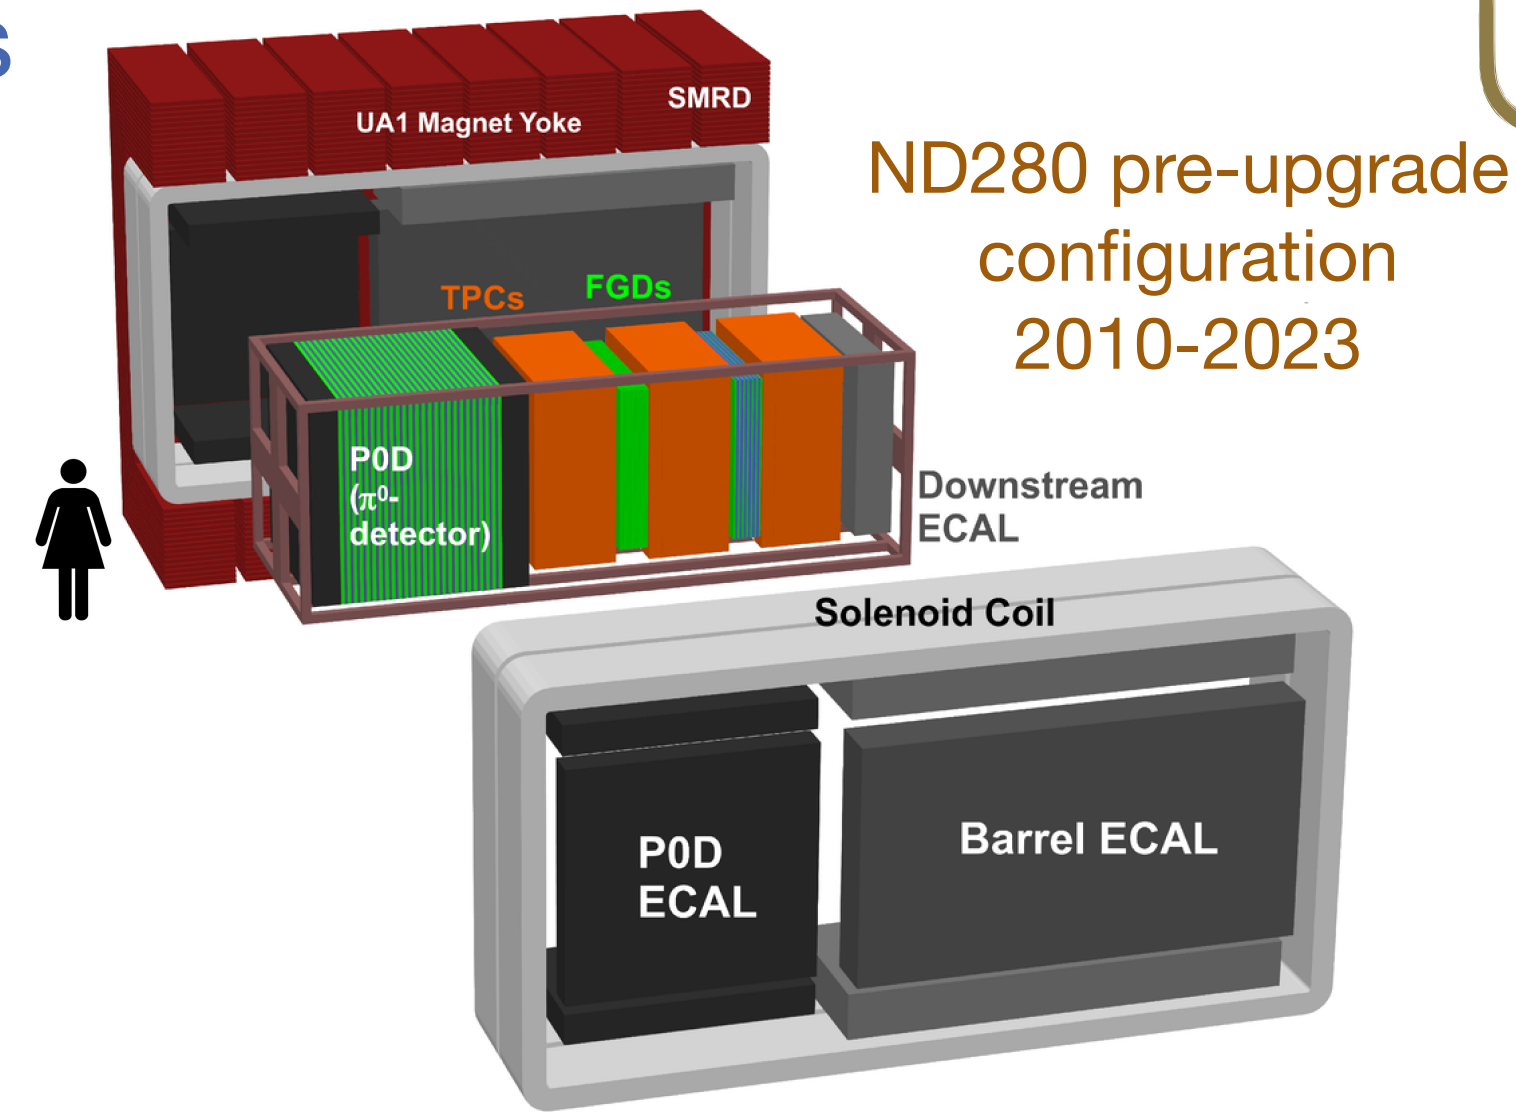 s
SMRD
UA1 Magnet Yoke
ND280 pre-upgrade
configuration
2010-2023
TPCs
FGDs
P0D
(π⁰-
detector)
Downstream
ECAL
Solenoid Coil
P0D
ECAL
Barrel ECAL